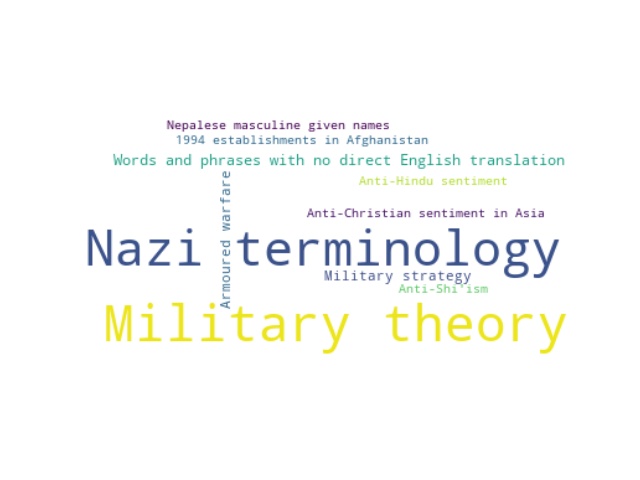 Nepalese masculine given names
1994 establishments in Afghanistan
Words and phrases with no direct English translation
Anti-Hindu sentiment
Armoured warfare
Anti-Christian sentiment in Asia
Nazi terminology
Military strategy
Anti-Shi'ism
Military theory